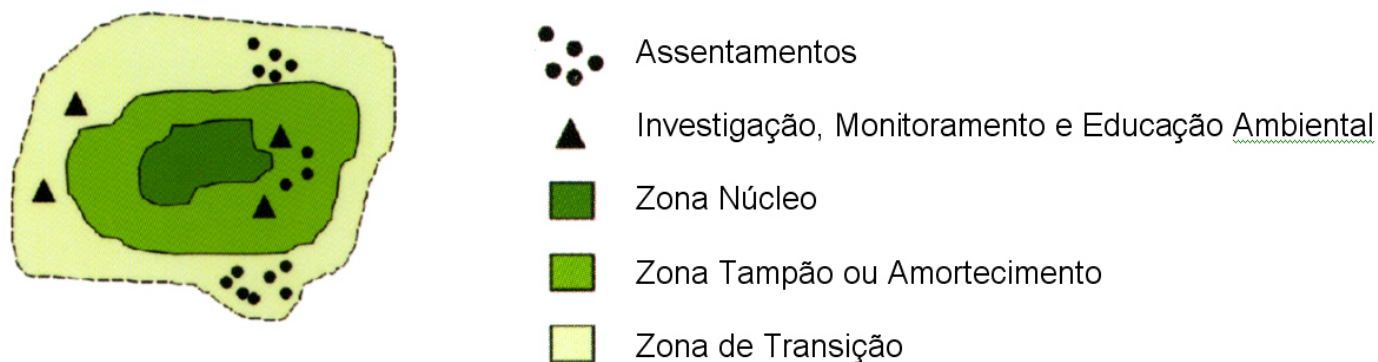 Assentamentos
Investigação, Monitoramento e Educação Ambiental
Zona Núcleo
Zona Tampão ou Amortecimento
Zona de Transição